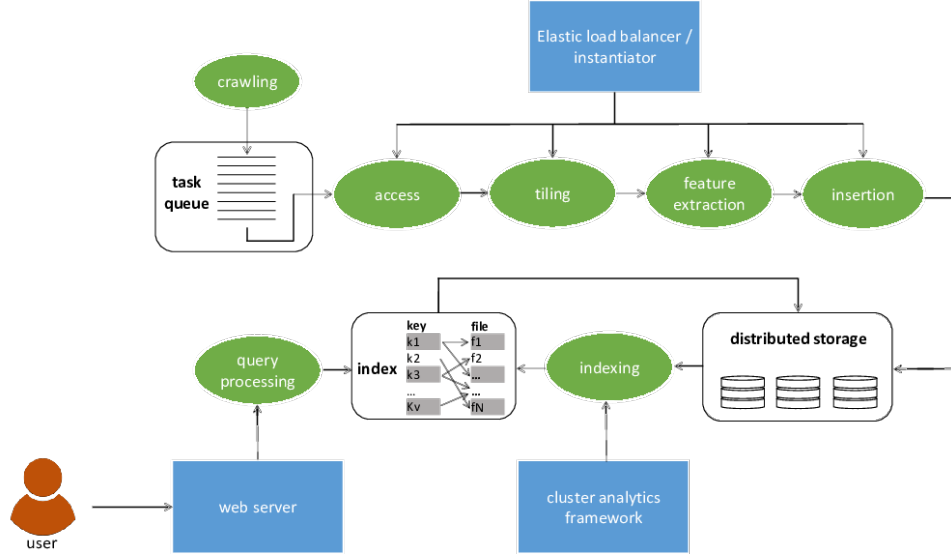 Elastic load balancer /
instantiator
crawling
task
queue
access
tiling
feature
extraction
insertion
key
file
k1
f1
k2
f2
k3
...
...
...
Kv
fN
index
query
processing
indexing
distributed storage
web server
cluster analytics
framework
user